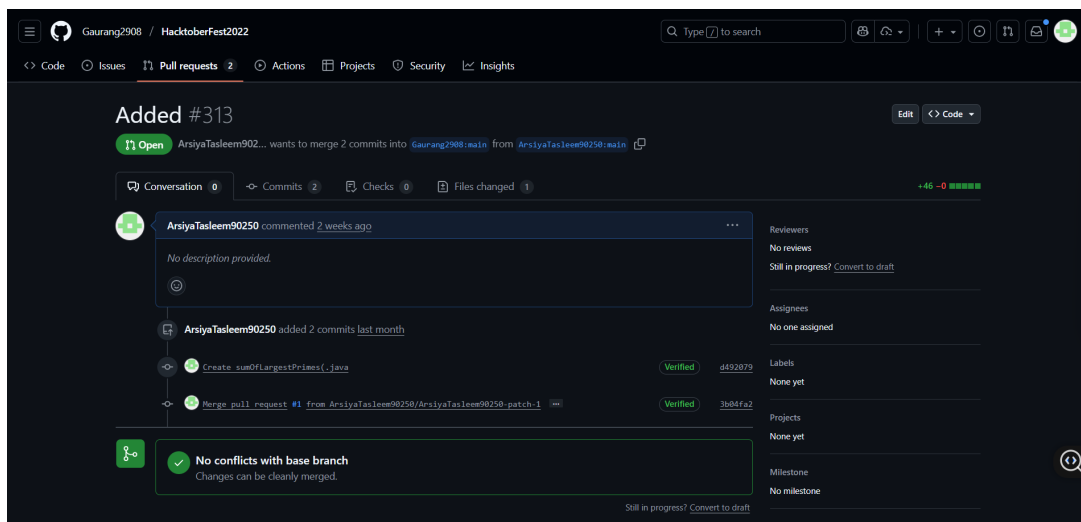 Gaurang2908 / HacktoberFest2022
Type / to search
Code Issues Pull requests 2 Actions Projects Security Insights
Added #313
Edit <> Code
Open ArsiyaTasleem902... wants to merge 2 commits into Gaurang2908:main from ArsiyaTasleem90250:main
Conversation 0 Commits 2 Checks 0 Files changed 1 +46 −0
ArsiyaTasleem90250 commented 2 weeks ago ...
No description provided.
ArsiyaTasleem90250 added 2 commits last month
Create sumOfLargestPrimes(.java Verified d492079
Merge pull request #1 from ArsiyaTasleem90250/ArsiyaTasleem90250-patch-1 ... Verified 3b04fa2
No conflicts with base branch
Changes can be cleanly merged.
Still in progress? Convert to draft
Reviewers
No reviews
Still in progress? Convert to draft
Assignees
No one assigned
Labels
None yet
Projects
None yet
Milestone
No milestone